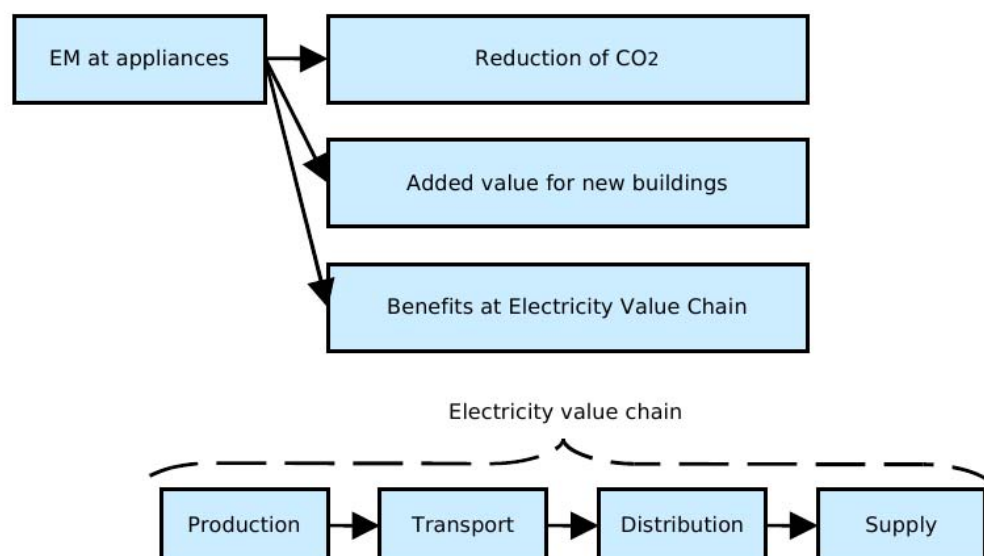 EM at appliances
Reduction of CO2
Added value for new buildings
Benefits at Electricity Value Chain
Electricity value chain
Production
Transport
Distribution
Supply